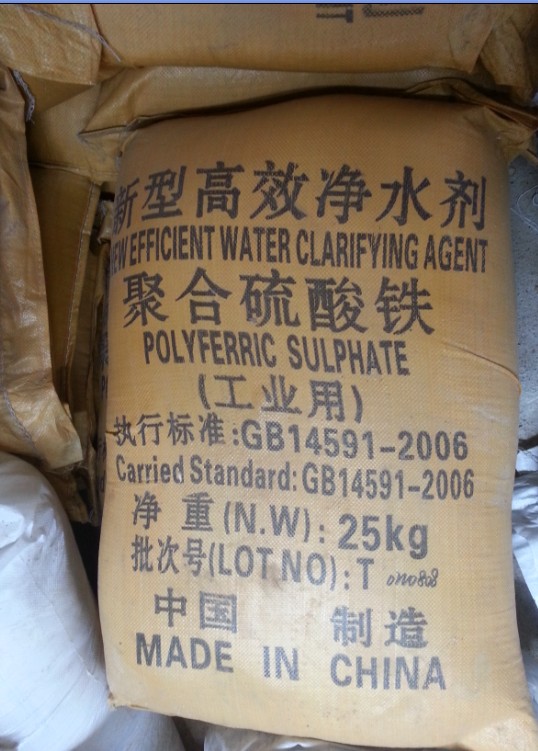 新型高效净水剂
NEW EFFICIENT WATER CLARIFYING AGENT
聚合硫酸铁
POLYFERRIC SULPHATE
(工业用)
执行标准:GB14591-2006
Carried Standard:GB14591-2006
净 重(N.W):25kg
批次号(LOT NO):T
中国 制造
MADE IN CHINA